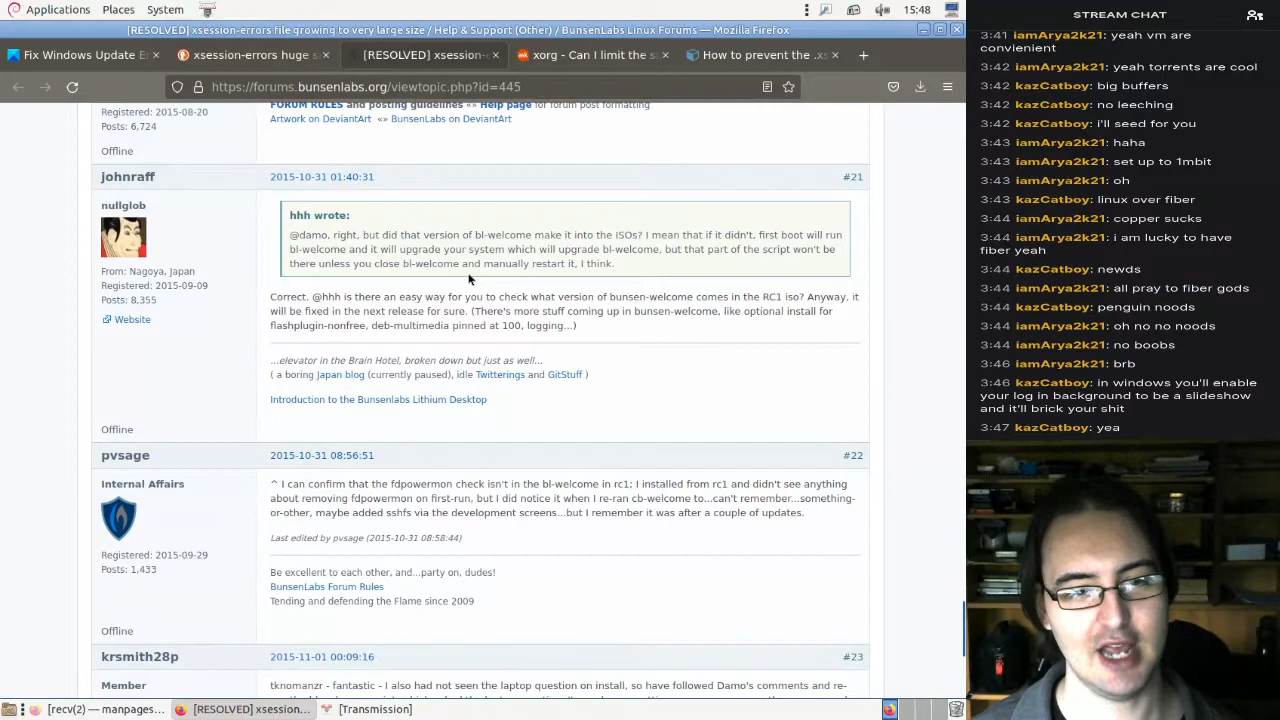 Applications Places System 15:48
[RESOLVED] xsession-errors file growing to very large size / Help & Support (Other) / BunsenLabs Linux Forums — Mozilla Firefox
Fix Windows Update E
xsession-errors huge s
[RESOLVED] xsession-e
xorg - Can I limit the s
How to prevent the .xs
https://forums.bunsenlabs.org/viewtopic.php?id=445
Registered: 2015-08-20
Posts: 6,724
Offline
FORUM RULES and posting guidelines «» Help page for forum post formatting
Artwork on DeviantArt «» BunsenLabs on DeviantArt
johnraff 2015-10-31 01:40:31 #21
nullglob
From: Nagoya, Japan
Registered: 2015-09-09
Posts: 8,355
Website
hhh wrote:
@damo, right, but did that version of bl-welcome make it into the ISOs? I mean that if it didn't, first boot will run
bl-welcome and it will upgrade your system which will upgrade bl-welcome, but that part of the script won't be
there unless you close bl-welcome and manually restart it, I think.
Correct. @hhh is there an easy way for you to check what version of bunsen-welcome comes in the RC1 iso? Anyway, it
will be fixed in the next release for sure. (There's more stuff coming up in bunsen-welcome, like optional install for
flashplugin-nonfree, deb-multimedia pinned at 100, logging...)
...elevator in the Brain Hotel, broken down but just as well...
( a boring Japan blog (currently paused), idle Twitterings and GitStuff )
Introduction to the Bunsenlabs Lithium Desktop
Offline
pvsage 2015-10-31 08:56:51 #22
Internal Affairs
Registered: 2015-09-29
Posts: 1,433
^ I can confirm that the fdpowermon check isn't in the bl-welcome in rc1; I installed from rc1 and didn't see anything
about removing fdpowermon on first-run, but I did notice it when I re-ran cb-welcome to...can't remember...something-
or-other, maybe added sshfs via the development screens...but I remember it was after a couple of updates.
Last edited by pvsage (2015-10-31 08:58:44)
Be excellent to each other, and...party on, dudes!
BunsenLabs Forum Rules
Tending and defending the Flame since 2009
Offline
krsmith28p 2015-11-01 00:09:16 #23
Member
tknomanzr - fantastic - I also had not seen the laptop question on install, so have followed Damo's comments and re-
[recv(2) — manpages...
[RESOLVED] xsession...
[Transmission]
STREAM CHAT
3:41 iamArya2k21: yeah vm are
convienient
3:42 iamArya2k21: yeah torrents are cool
3:42 kazCatboy: big buffers
3:42 kazCatboy: no leeching
3:42 kazCatboy: i'll seed for you
3:43 iamArya2k21: haha
3:43 iamArya2k21: set up to 1mbit
3:43 iamArya2k21: oh
3:43 kazCatboy: linux over fiber
3:44 iamArya2k21: copper sucks
3:44 iamArya2k21: i am lucky to have
fiber yeah
3:44 kazCatboy: newds
3:44 iamArya2k21: all pray to fiber gods
3:44 kazCatboy: penguin noods
3:44 iamArya2k21: oh no no noods
3:44 iamArya2k21: no boobs
3:46 iamArya2k21: brb
3:46 kazCatboy: in windows you'll enable
your log in background to be a slideshow
and it'll brick your shit
3:47 kazCatboy: yea